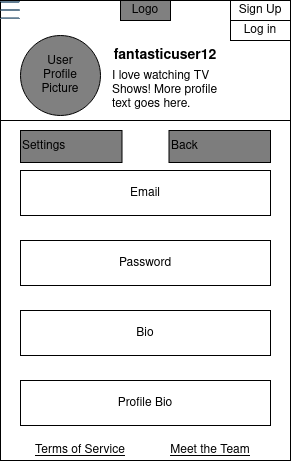 Logo
Sign Up
Log in
User
Profile
Picture
fantasticuser12
I love watching TV
Shows! More profile
text goes here.
Settings
Back
Email
Password
Bio
Profile Bio
Terms of Service
Meet the Team